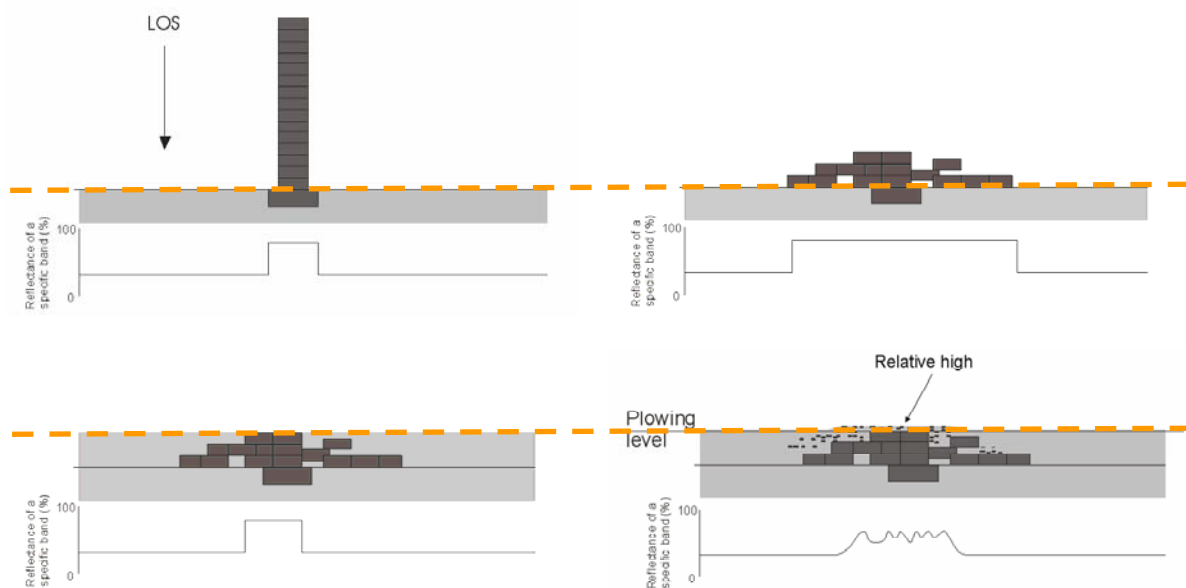 LOS
Reflectance of a
specific band (%)
100
0
Reflectance of a
specific band (%)
100
0
Relative high
Plowing
level
Reflectance of a
specific band (%)
100
0
Reflectance of a
specific band (%)
100
0